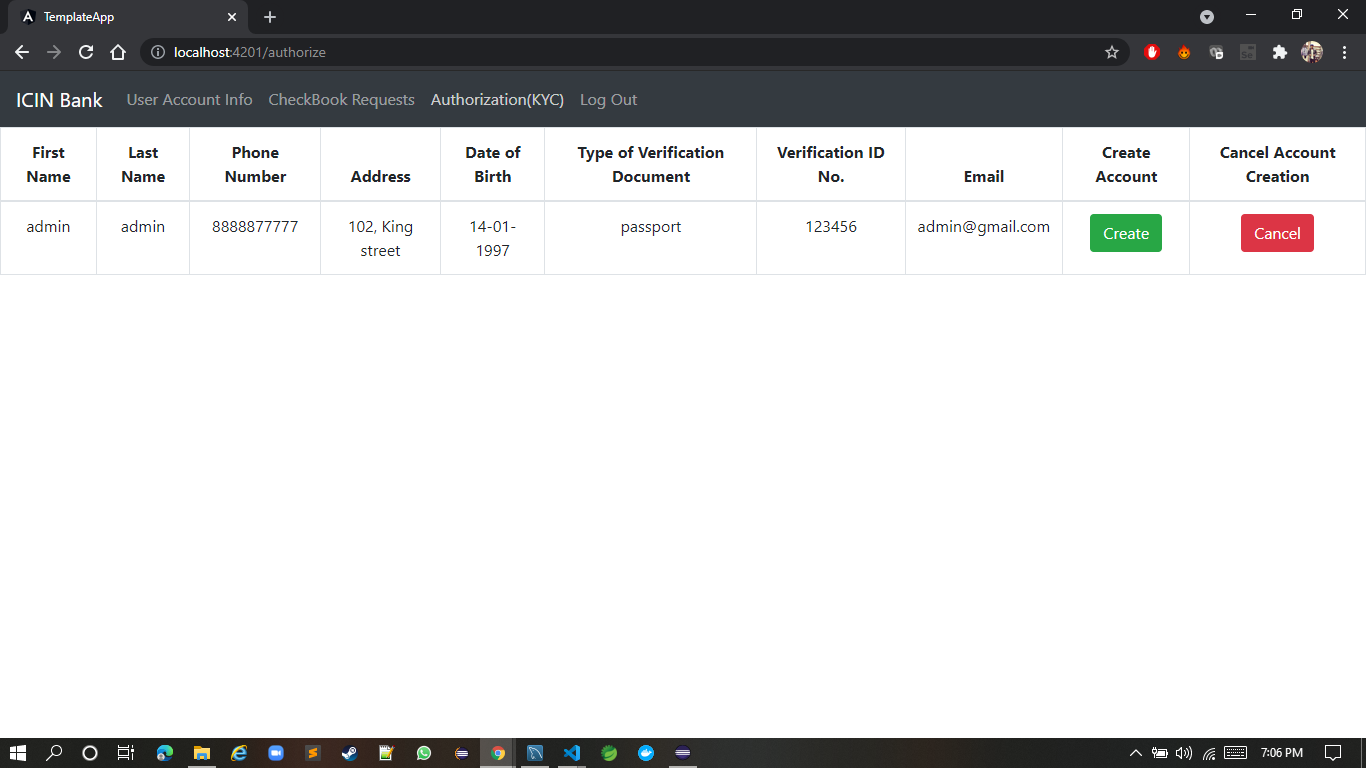 TemplateApp
localhost:4201/authorize
ICIN Bank User Account Info CheckBook Requests Authorization(KYC) Log Out
First Name Last Name Phone Number Address Date of Birth Type of Verification Document Verification ID No. Email Create Account Cancel Account Creation
admin admin 8888877777 102, King street 14-01-1997 passport 123456 admin@gmail.com Create Cancel
7:06 PM